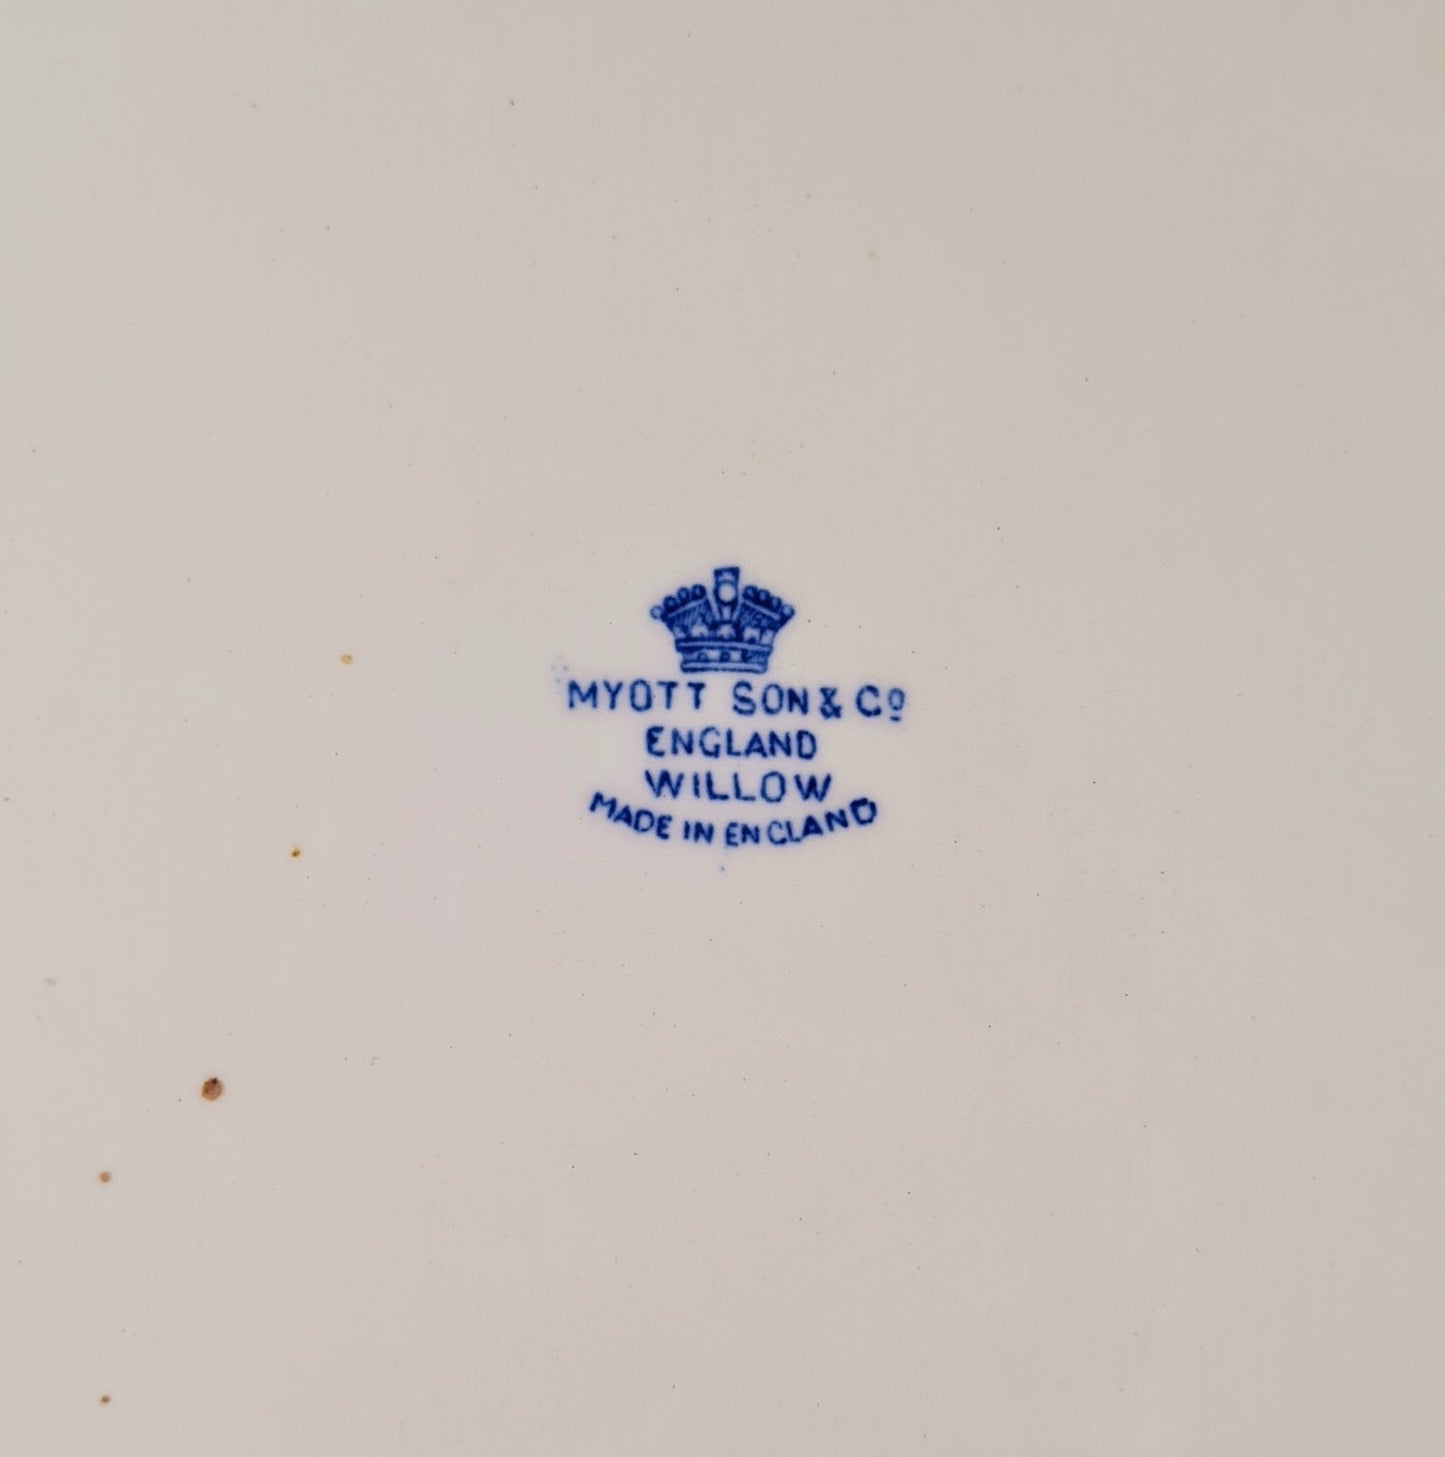 MYOTT SON & Cº
ENGLAND
WILLOW
MADE IN ENGLAND